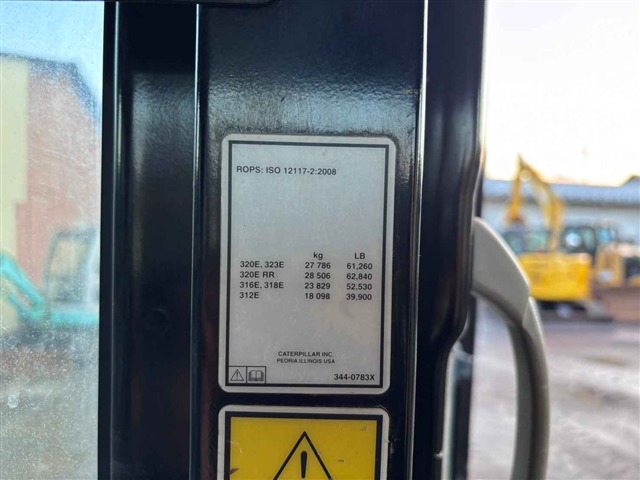 ROPS: ISO 12117-2:2008
kg LB
320E, 323E 27 786 61,260
320E RR 28 506 62,840
316E, 318E 23 829 52,530
312E 18 098 39,900
CATERPILLAR INC.
PEORIA, ILLINOIS USA
344-0783X